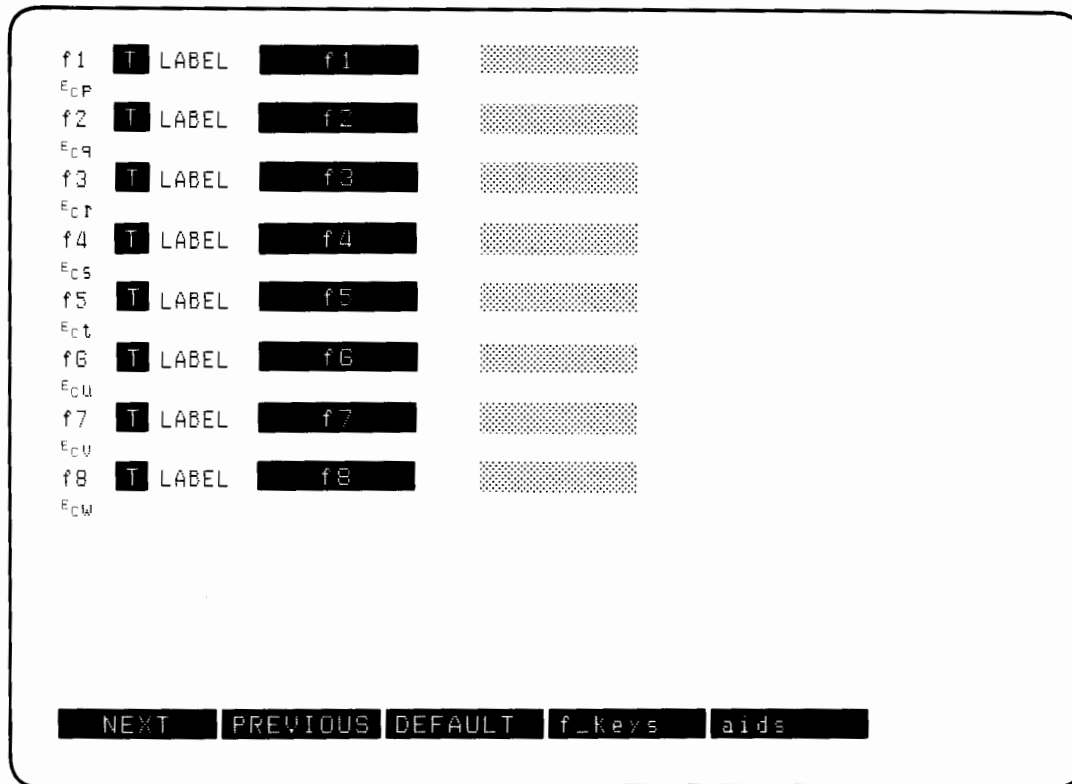 f1 T LABEL f1
ᴱcp
f2 T LABEL f2
ᴱcq
f3 T LABEL f3
ᴱcr
f4 T LABEL f4
ᴱcs
f5 T LABEL f5
ᴱct
f6 T LABEL f6
ᴱcu
f7 T LABEL f7
ᴱcv
f8 T LABEL f8
ᴱcw
NEXT PREVIOUS DEFAULT f_keys aids